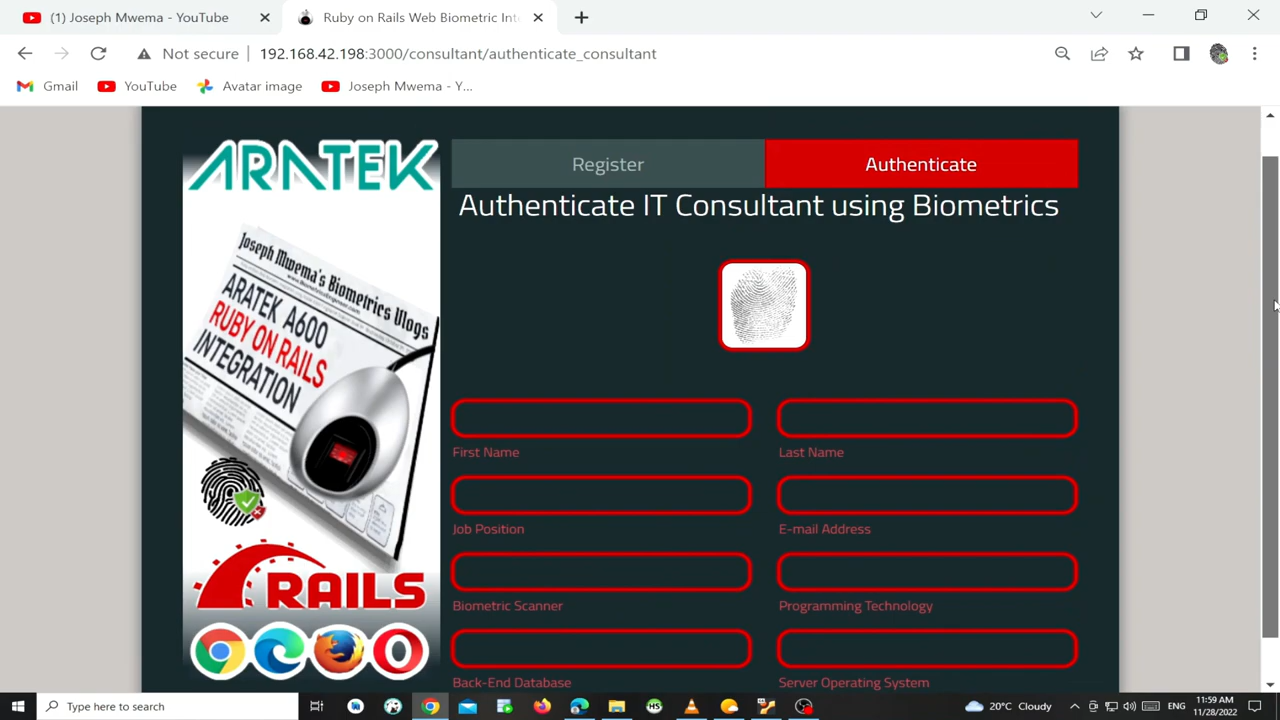 (1) Joseph Mwema - YouTube
Ruby on Rails Web Biometric Int
Not secure
192.168.42.198:3000/consultant/authenticate_consultant
Gmail
YouTube
Avatar image
Joseph Mwema - Y...
ARATEK
Register
Authenticate
Authenticate IT Consultant using Biometrics
Joseph Mwema's Biometrics Vlogs
ARATEK A600
RUBY ON RAILS
INTEGRATION
First Name
Last Name
Job Position
E-mail Address
Biometric Scanner
Programming Technology
RAILS
Back-End Database
Server Operating System
Type here to search
HS
20°C Cloudy
ENG
11:59 AM
11/28/2022